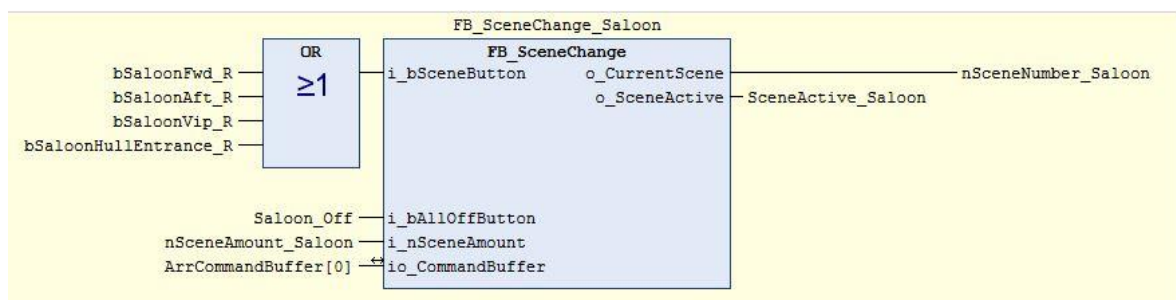 FB_SceneChange_Saloon
OR
≥1
FB_SceneChange
bSaloonFwd_R
bSaloonAft_R
bSaloonVip_R
bSaloonHullEntrance_R
i_bSceneButton
o_CurrentScene
nSceneNumber_Saloon
o_SceneActive
SceneActive_Saloon
Saloon_Off
i_bAllOffButton
nSceneAmount_Saloon
i_nSceneAmount
ArrCommandBuffer[0]
io_CommandBuffer